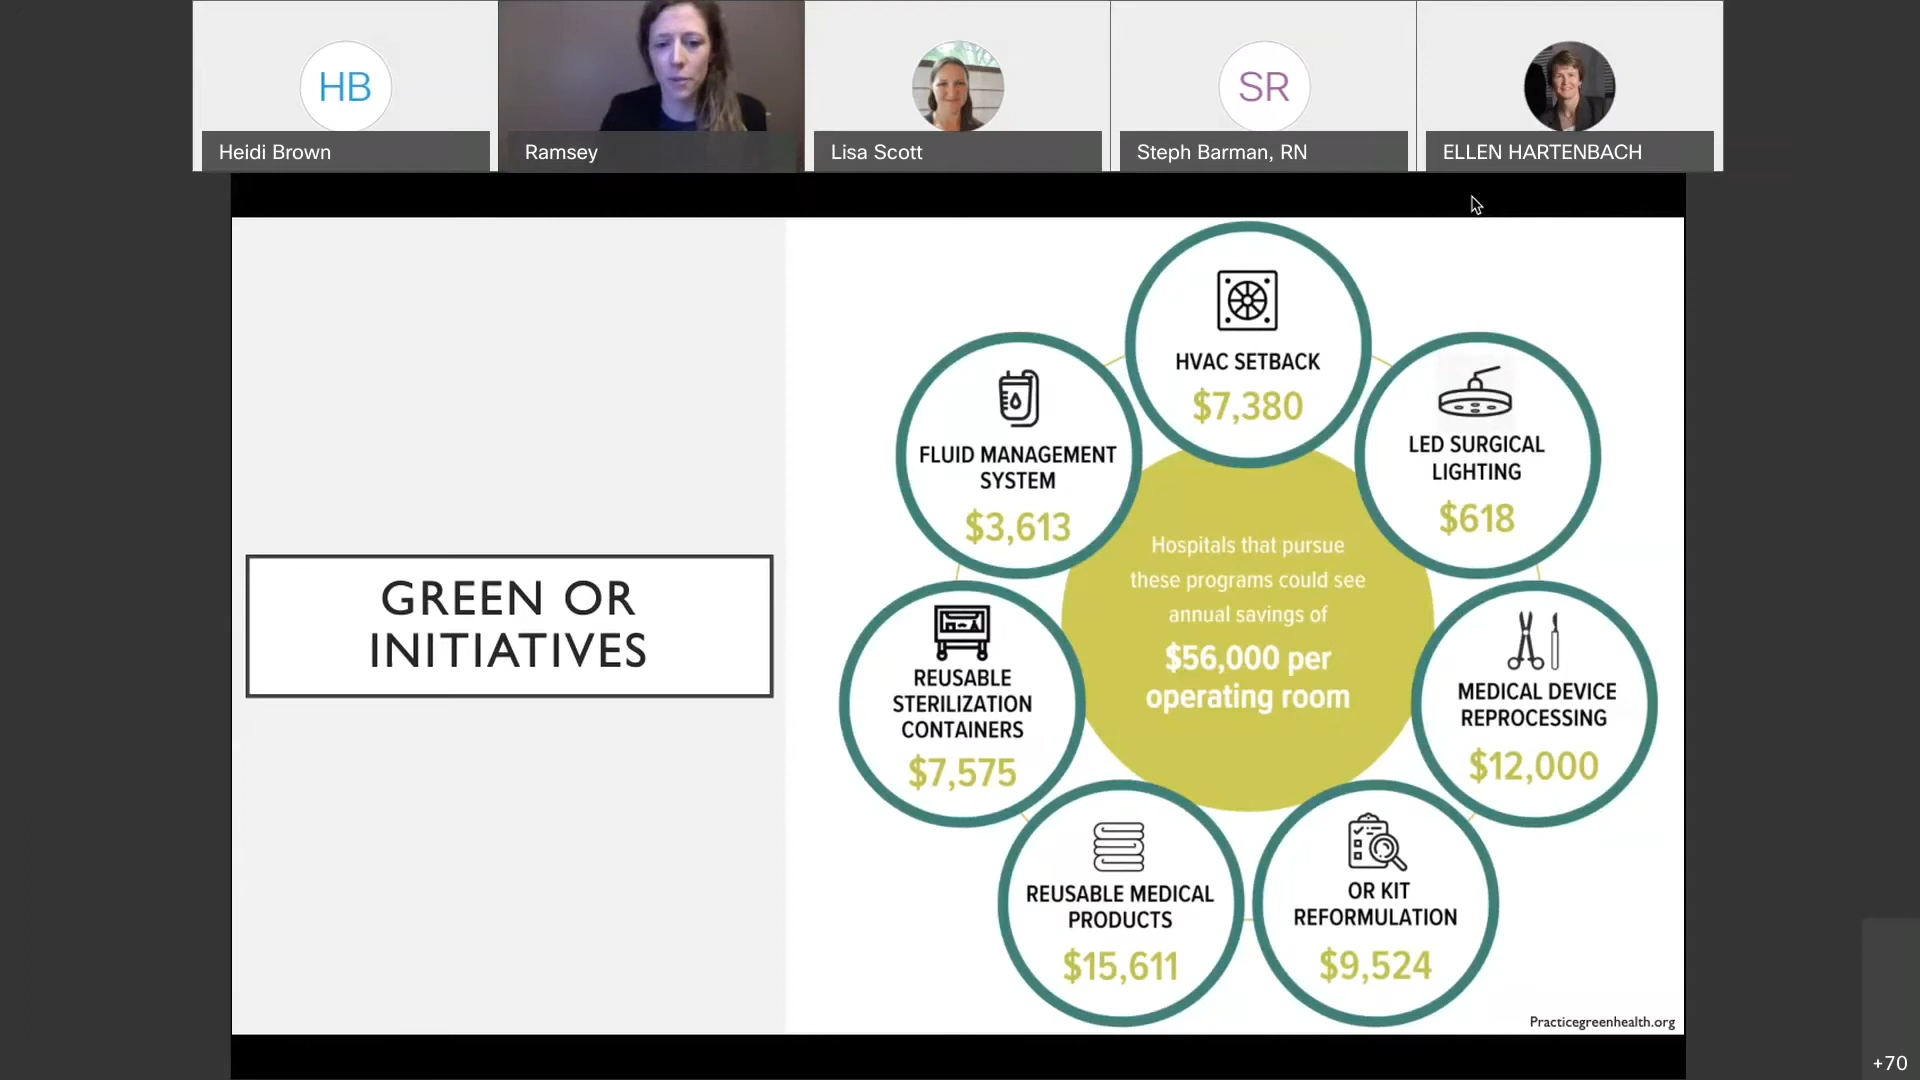 HB
Heidi Brown
Ramsey
Lisa Scott
SR
Steph Barman, RN
ELLEN HARTENBACH
GREEN OR
INITIATIVES
HVAC SETBACK
$7,380
LED SURGICAL
LIGHTING
$618
MEDICAL DEVICE
REPROCESSING
$12,000
OR KIT
REFORMULATION
$9,524
REUSABLE MEDICAL
PRODUCTS
$15,611
REUSABLE
STERILIZATION
CONTAINERS
$7,575
FLUID MANAGEMENT
SYSTEM
$3,613
Hospitals that pursue
these programs could see
annual savings of
$56,000 per
operating room
Practicegreenhealth.org
+70